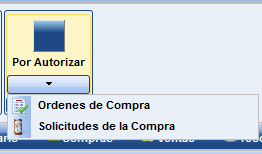 Por Autorizar
Ordenes de Compra
Solicitudes de la Compra